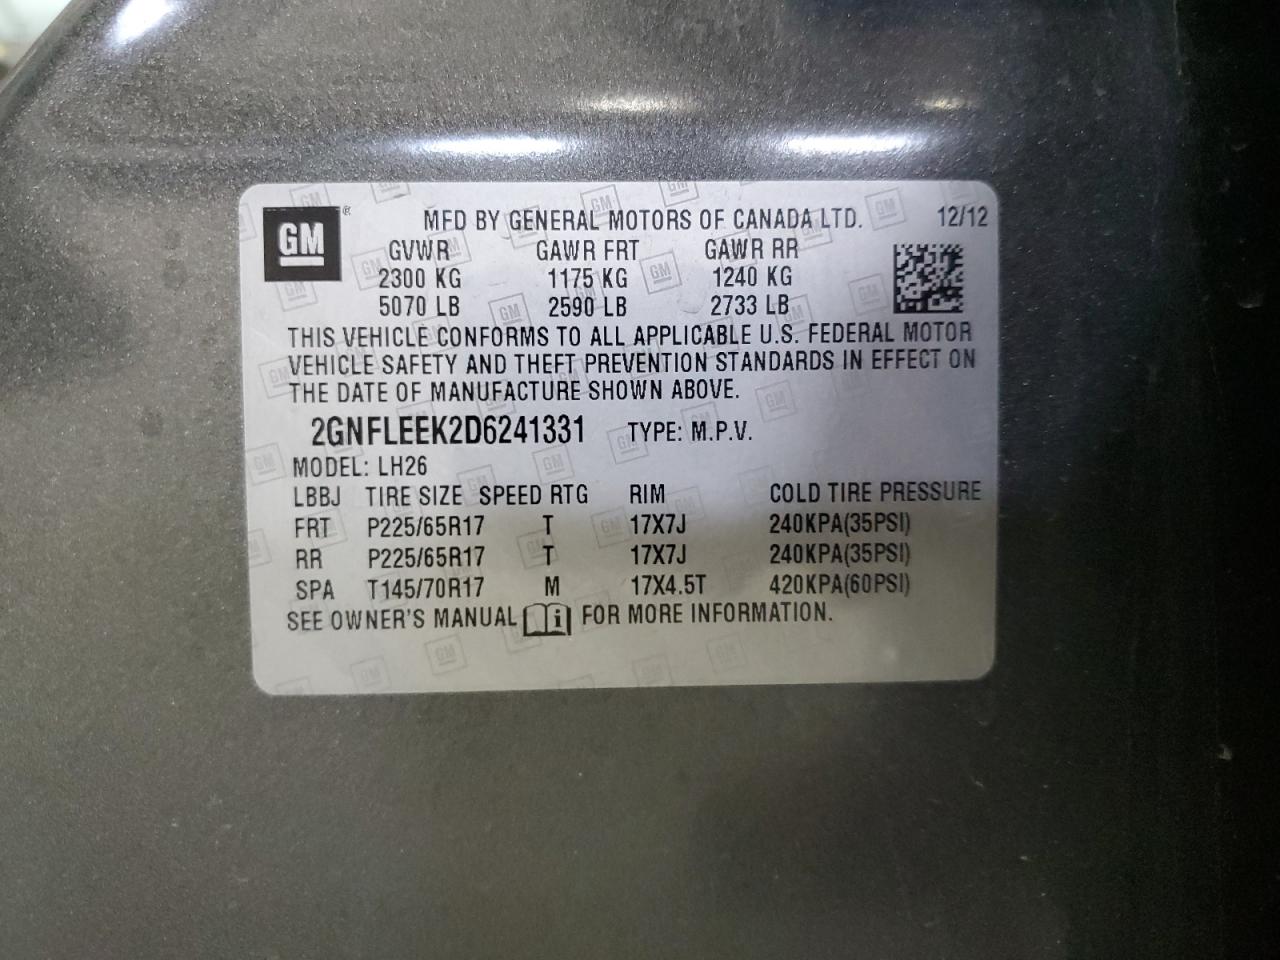 GM ® MFD BY GENERAL MOTORS OF CANADA LTD. 12/12
GVWR GAWR FRT GAWR RR
2300 KG 1175 KG 1240 KG
5070 LB 2590 LB 2733 LB
THIS VEHICLE CONFORMS TO ALL APPLICABLE U.S. FEDERAL MOTOR
VEHICLE SAFETY AND THEFT PREVENTION STANDARDS IN EFFECT ON
THE DATE OF MANUFACTURE SHOWN ABOVE.
2GNFLEEK2D6241331 TYPE: M.P.V.
MODEL: LH26
LBBJ TIRE SIZE SPEED RTG RIM COLD TIRE PRESSURE
FRT P225/65R17 T 17X7J 240KPA(35PSI)
RR P225/65R17 T 17X7J 240KPA(35PSI)
SPA T145/70R17 M 17X4.5T 420KPA(60PSI)
SEE OWNER'S MANUAL i FOR MORE INFORMATION.